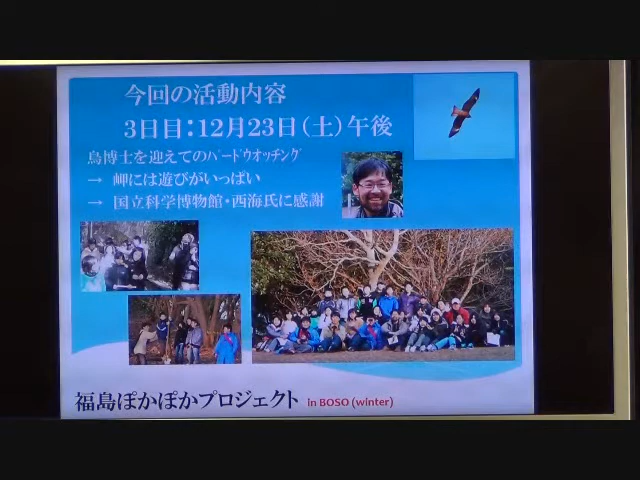 今回の活動内容
3日目：12月23日（土）午後
鳥博士を迎えてのﾊﾞｰﾄﾞｳｵｯﾁﾝｸﾞ
→ 岬には遊びがいっぱい
→ 国立科学博物館・西海氏に感謝
福島ぽかぽかプロジェクト in BOSO (winter)